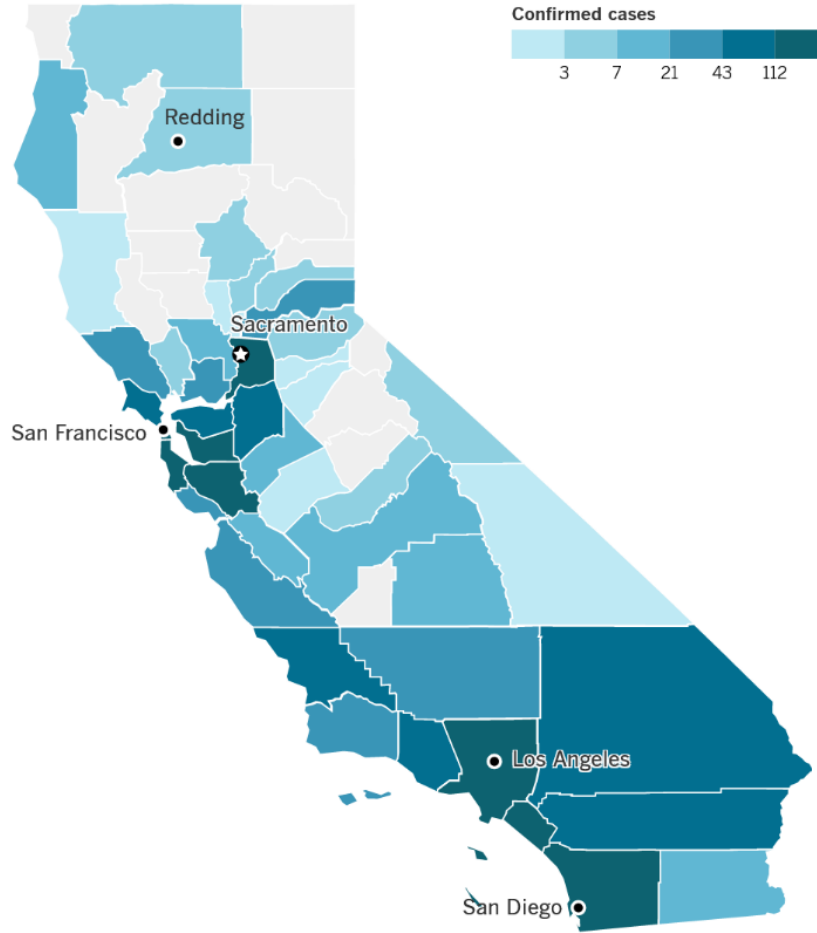 Confirmed cases
3 7 21 43 112
Redding
Sacramento
San Francisco
Los Angeles
San Diego